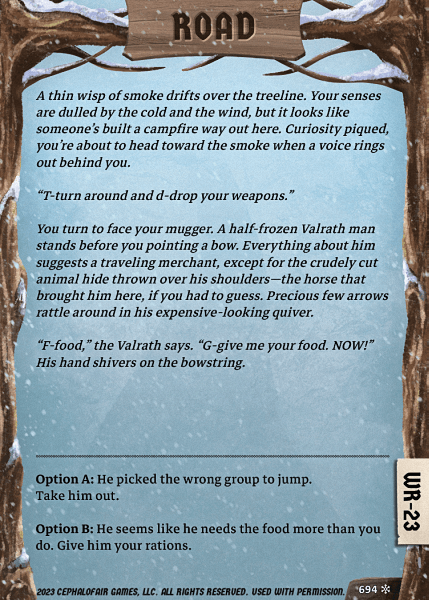 ROAD
A thin wisp of smoke drifts over the treeline. Your senses
are dulled by the cold and the wind, but it looks like
someone's built a campfire way out here. Curiosity piqued,
you're about to head toward the smoke when a voice rings
out behind you.
“T-turn around and d-drop your weapons.”
You turn to face your mugger. A half-frozen Valrath man
stands before you pointing a bow. Everything about him
suggests a traveling merchant, except for the crudely cut
animal hide thrown over his shoulders—the horse that
brought him here, if you had to guess. Precious few arrows
rattle around in his expensive-looking quiver.
“F-food,” the Valrath says. “G-give me your food. NOW!”
His hand shivers on the bowstring.
Option A: He picked the wrong group to jump.
Take him out.
Option B: He seems like he needs the food more than you
do. Give him your rations.
WR-23
2023 CEPHALOFAIR GAMES, LLC. ALL RIGHTS RESERVED. USED WITH PERMISSION.
°694 ✻